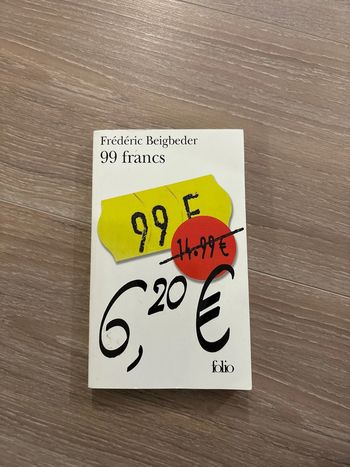 Frédéric Beigbeder
99 francs
99 F
14.99 €
6,20 €
folio